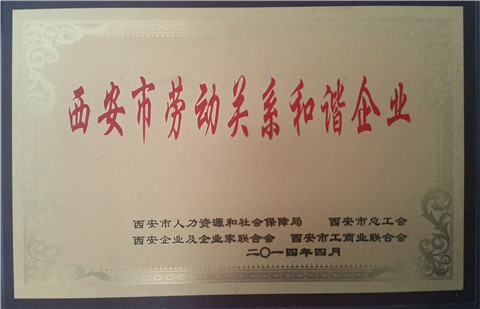 西安市劳动关系和谐企业
西安市人力资源和社会保障局 西安市总工会
西安企业及企业家联合会 西安市工商业联合会
二〇一四年四月